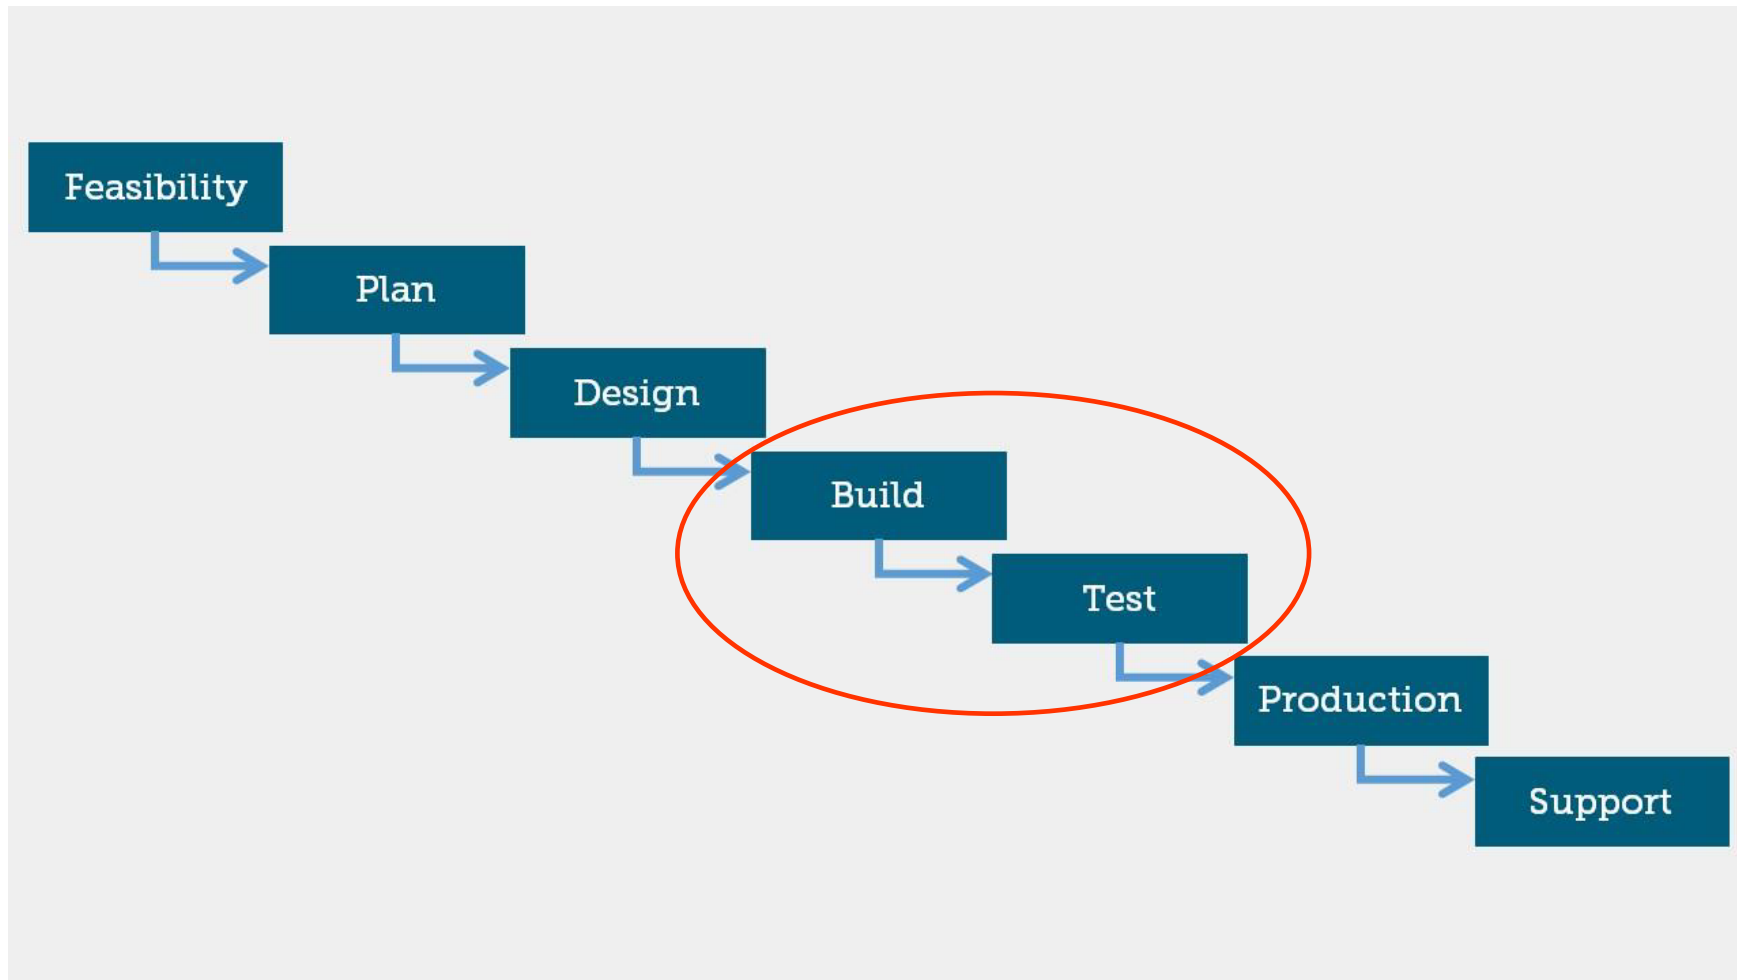 Feasibility
Plan
Design
Build
Test
Production
Support